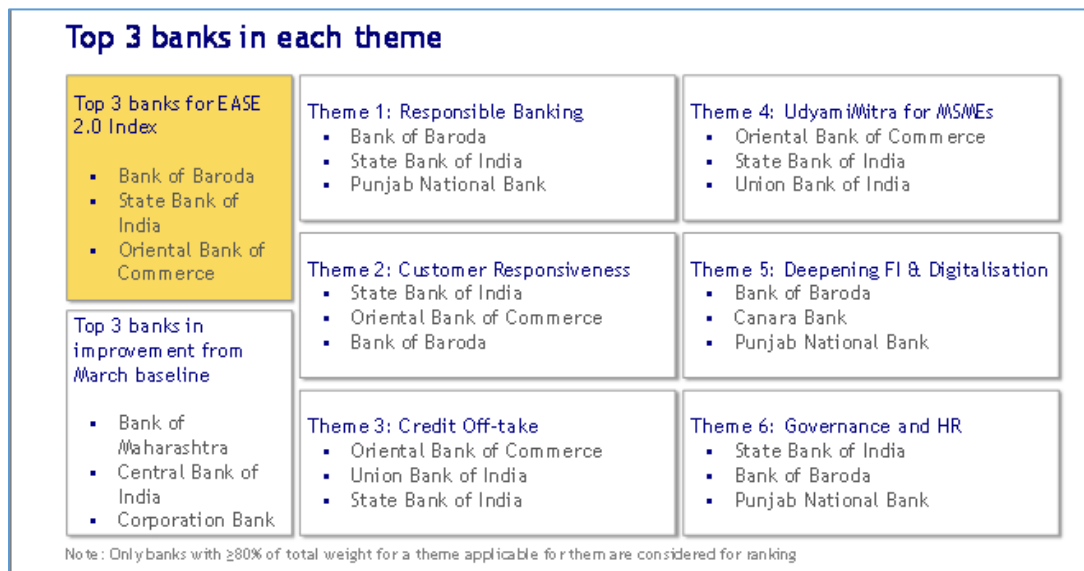 Top 3 banks in each theme
Top 3 banks for EASE
2.0 Index
▪ Bank of Baroda
▪ State Bank of
India
▪ Oriental Bank of
Commerce
Top 3 banks in
improvement from
March baseline
▪ Bank of
Maharashtra
▪ Central Bank of
India
▪ Corporation Bank
Theme 1: Responsible Banking
▪ Bank of Baroda
▪ State Bank of India
▪ Punjab National Bank
Theme 2: Customer Responsiveness
▪ State Bank of India
▪ Oriental Bank of Commerce
▪ Bank of Baroda
Theme 3: Credit Off-take
▪ Oriental Bank of Commerce
▪ Union Bank of India
▪ State Bank of India
Theme 4: UdyamiMitra for MSMEs
▪ Oriental Bank of Commerce
▪ State Bank of India
▪ Union Bank of India
Theme 5: Deepening FI & Digitalisation
▪ Bank of Baroda
▪ Canara Bank
▪ Punjab National Bank
Theme 6: Governance and HR
▪ State Bank of India
▪ Bank of Baroda
▪ Punjab National Bank
Note: Only banks with ≥80% of total weight for a theme applicable for them are considered for ranking